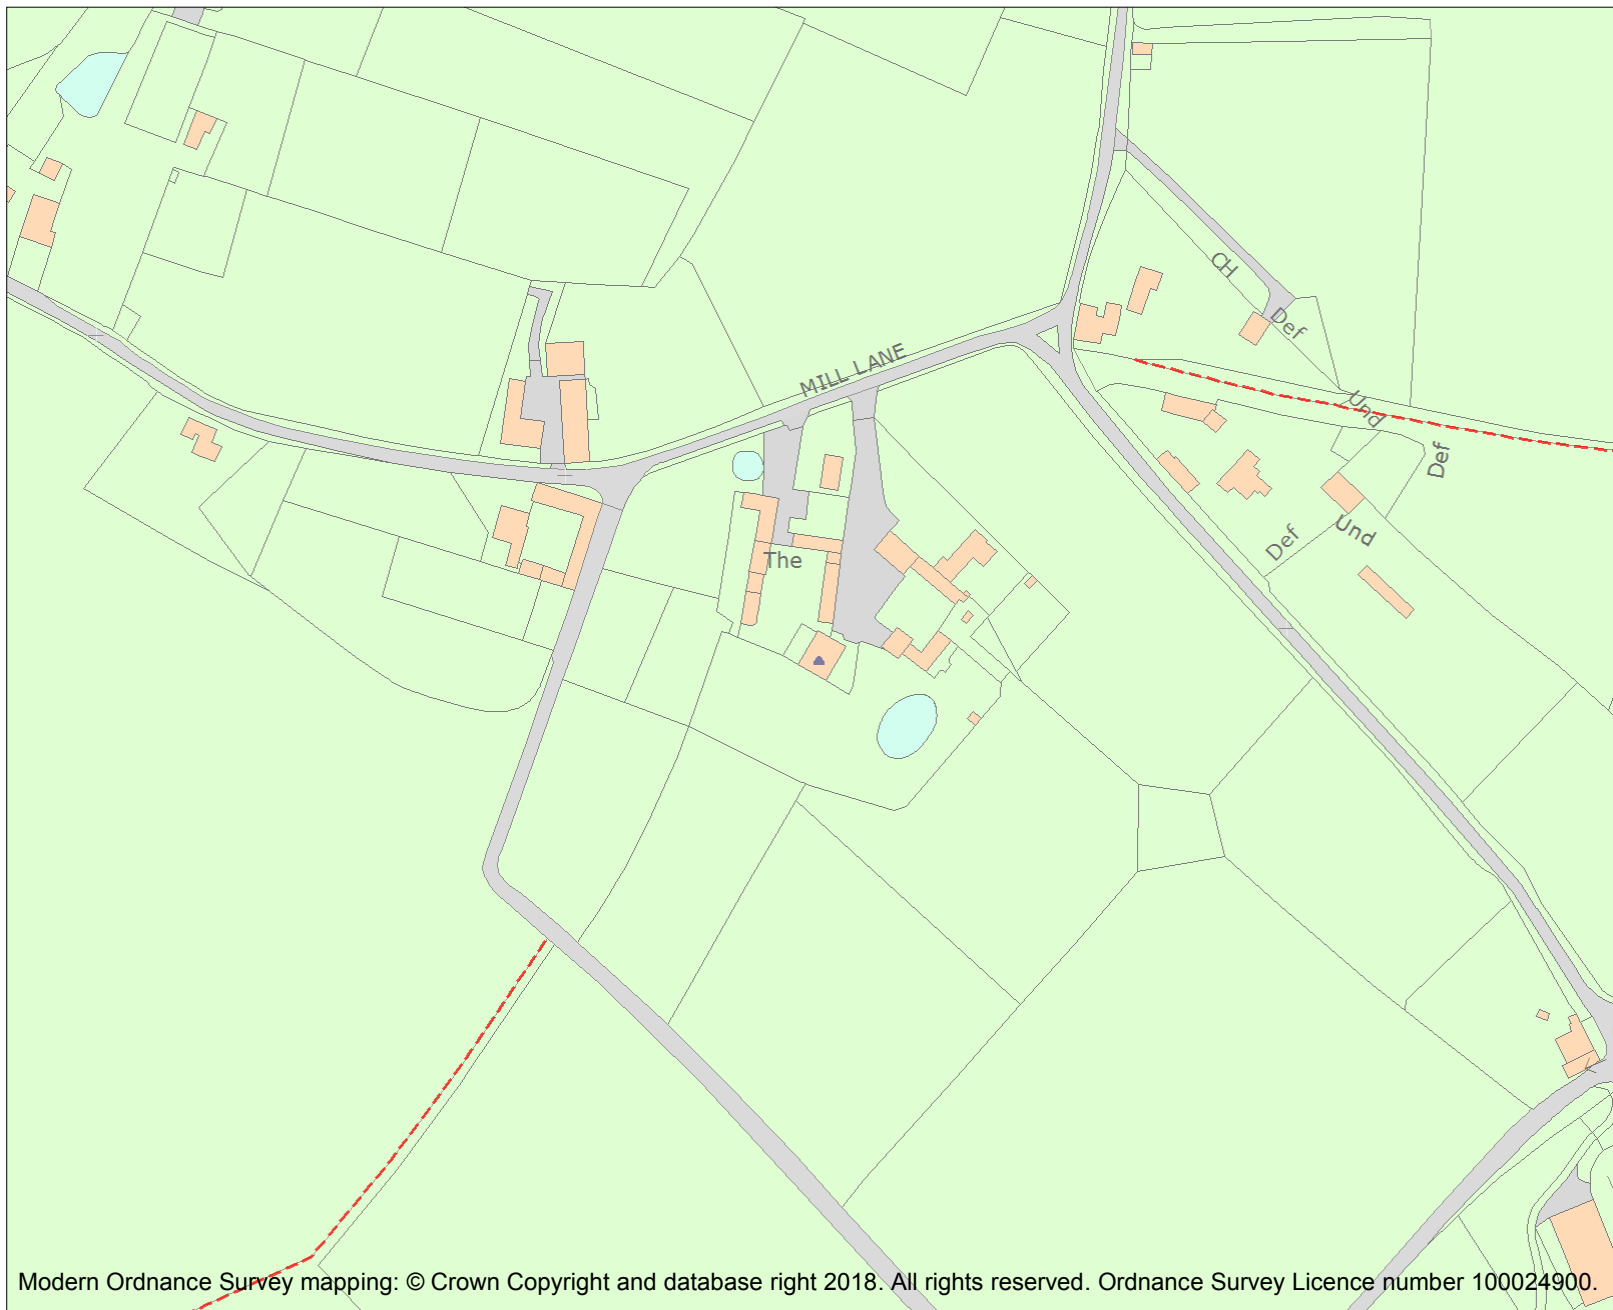 CH
Def
MILL LANE
Und
Def
Und
Def
The
Modern Ordnance Survey mapping: © Crown Copyright and database right 2018. All rights reserved. Ordnance Survey Licence number 100024900.